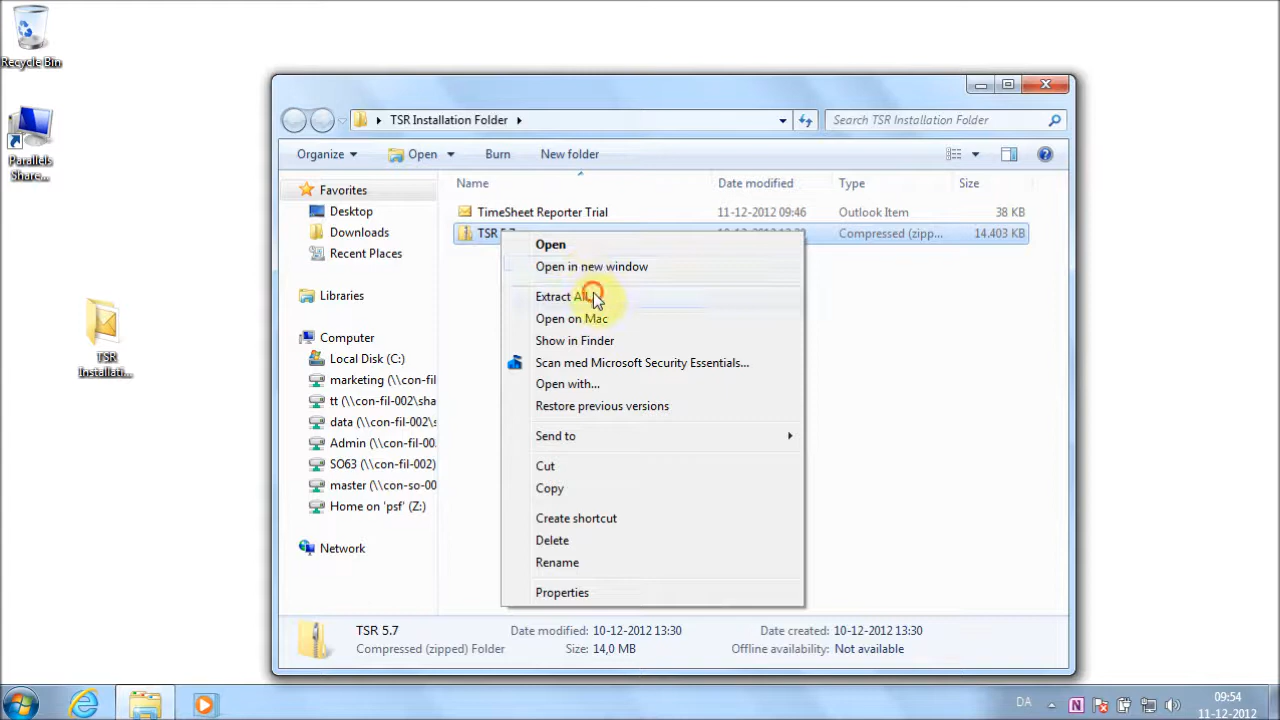 Recycle Bin
Parallels
Share...
TSR
Installati...
TSR Installation Folder
Search TSR Installation Folder
Organize
Open
Burn
New folder
Name
Date modified
Type
Size
Favorites
Desktop
Downloads
Recent Places
Libraries
Computer
Local Disk (C:)
marketing (\\con-fil-002\sha
tt (\\con-fil-002\sha
data (\\con-fil-002\s
Admin (\\con-fil-00
SO63 (\\con-fil-002)
master (\\con-so-00
Home on 'psf' (Z:)
Network
TimeSheet Reporter Trial
11-12-2012 09:46
Outlook Item
38 KB
TSR 5.7
Compressed (zipp...
14.403 KB
Open
Open in new window
Extract All
Open on Mac
Show in Finder
Scan med Microsoft Security Essentials...
Open with...
Restore previous versions
Send to
Cut
Copy
Create shortcut
Delete
Rename
Properties
TSR 5.7
Date modified: 10-12-2012 13:30
Date created: 10-12-2012 13:30
Compressed (zipped) Folder
Size: 14,0 MB
Offline availability: Not available
DA
09:54
11-12-2012